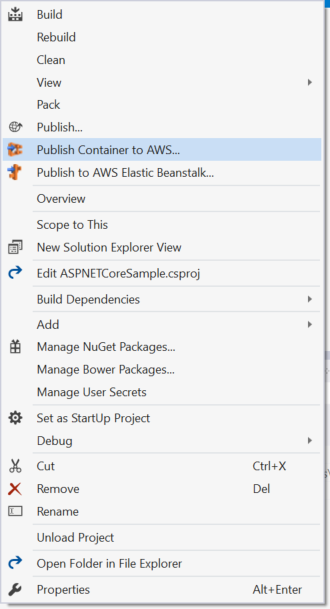 Build
Rebuild
Clean
View
Pack
Publish...
Publish Container to AWS...
Publish to AWS Elastic Beanstalk...
Overview
Scope to This
New Solution Explorer View
Edit ASPNETCoreSample.csproj
Build Dependencies
Add
Manage NuGet Packages...
Manage Bower Packages...
Manage User Secrets
Set as StartUp Project
Debug
Cut Ctrl+X
Remove Del
Rename
Unload Project
Open Folder in File Explorer
Properties Alt+Enter